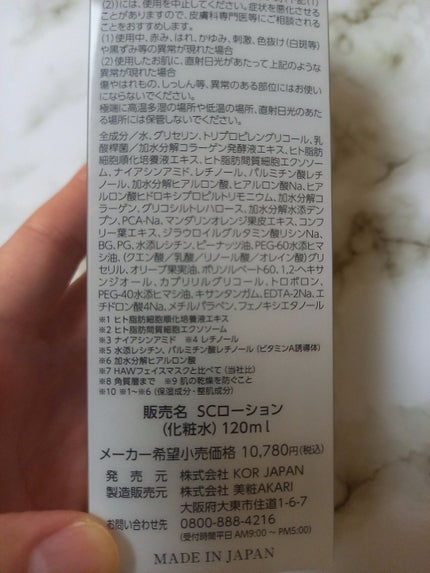 (2))には、使用を中止してください。症状を悪化させる
ことがありますので、皮膚科専門医等にご相談される
ことをおすすめします。
(1)使用中、赤み、はれ、かゆみ、刺激、色抜け(白斑等)
や黒ずみ等の異常が現れた場合
(2)使用したお肌に、直射日光があたって上記のような
異常が現れた場合
傷やはれもの、しっしん等、異常のある部位にはお使い
にならないでください。
極端に高温多湿の場所や低温の場所、直射日光のあた
る場所には保管しないでください。
全成分/水、グリセリン、トリプロピレングリコール、乳
酸桿菌/加水分解コラーゲン発酵液エキス、ヒト脂肪
細胞順化培養液エキス、ヒト脂肪間質細胞エクソソー
ム、ナイアシンアミド、レチノール、パルミチン酸レチ
ノール、加水分解ヒアルロン酸、ヒアルロン酸Na、ヒア
ルロン酸ヒドロキシプロピルトリモニウム、加水分解コ
ラーゲン、グリコシルトレハロース、加水分解水添デン
プン、PCA-Na、マンダリンオレンジ果皮エキス、コンフ
リー葉エキス、ジラウロイルグルタミン酸リシンNa、
BG、PG、水添レシチン、ピーナッツ油、PEG-60水添ヒマ
シ油、(クエン酸/乳酸/リノール酸/オレイン酸)グリ
セリル、オリーブ果実油、ポリソルベート60、1,2-ヘキサ
ンジオール、カプリリルグリコール、トロポロン、
PEG-40水添ヒマシ油、キサンタンガム、EDTA-2Na、エ
チドロン酸4Na、メチルパラベン、フェノキシエタノール
※1 ヒト脂肪細胞順化培養液エキス
※2 ヒト脂肪間質細胞エクソソーム
※3 ナイアシンアミド ※4 レチノール
※5 水添レシチン、パルミチン酸レチノール(ビタミンA誘導体)
※6 加水分解ヒアルロン酸
※7 HAWフェイスマスクと比べて(当社比)
※8 角質層まで ※9 肌の乾燥を防ぐこと
※10 ※1〜※6 (保湿成分・整肌成分)
販売名 SCローション
(化粧水) 120ml
メーカー希望小売価格 10,780円(税込)
発売元 株式会社 KOR JAPAN
製造販売元 株式会社 美粧AKARI
大阪府大東市住道1-6-7
お問い合わせ先 0800-888-4216
(受付時間平日 AM9:00 〜 PM5:00)
MADE IN JAPAN